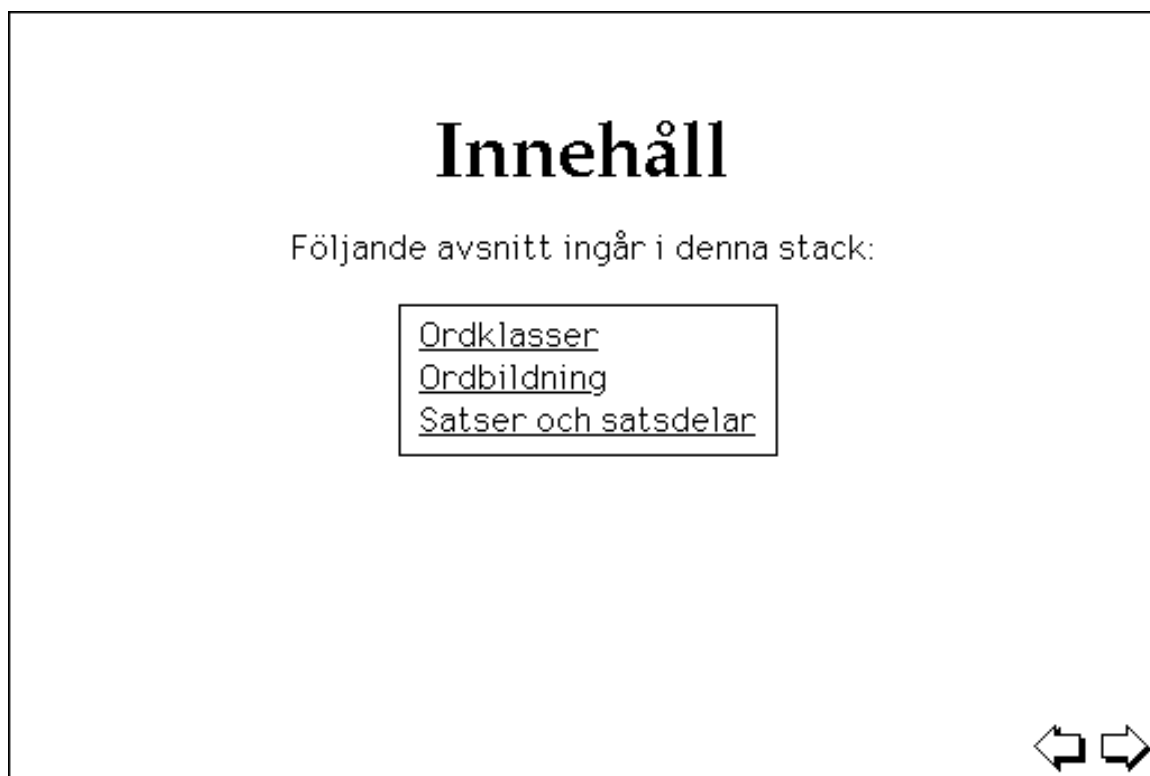 Innehåll
Följande avsnitt ingår i denna stack:
Ordklasser
Ordbildning
Satser och satsdelar